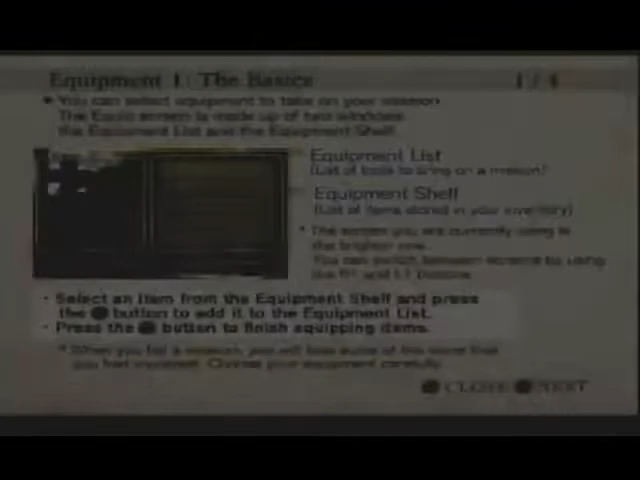 Equipment 1: The Basics 1/4
• You can select equipment to take on your mission.
The Equip screen is made up of two windows:
the Equipment List and the Equipment Shelf.
Equipment List
(List of tools to bring on a mission)
Equipment Shelf
(List of items stored in your inventory)
* The screen you are currently using is
the brighter one.
You can switch between screens by using
the R1 and L1 buttons.
· Select an item from the Equipment Shelf and press
the button to add it to the Equipment List.
· Press the button to finish equipping items.
* When you fail a mission, you will lose some of the items that
you had equipped. Choose your equipment carefully.
CLOSE NEXT